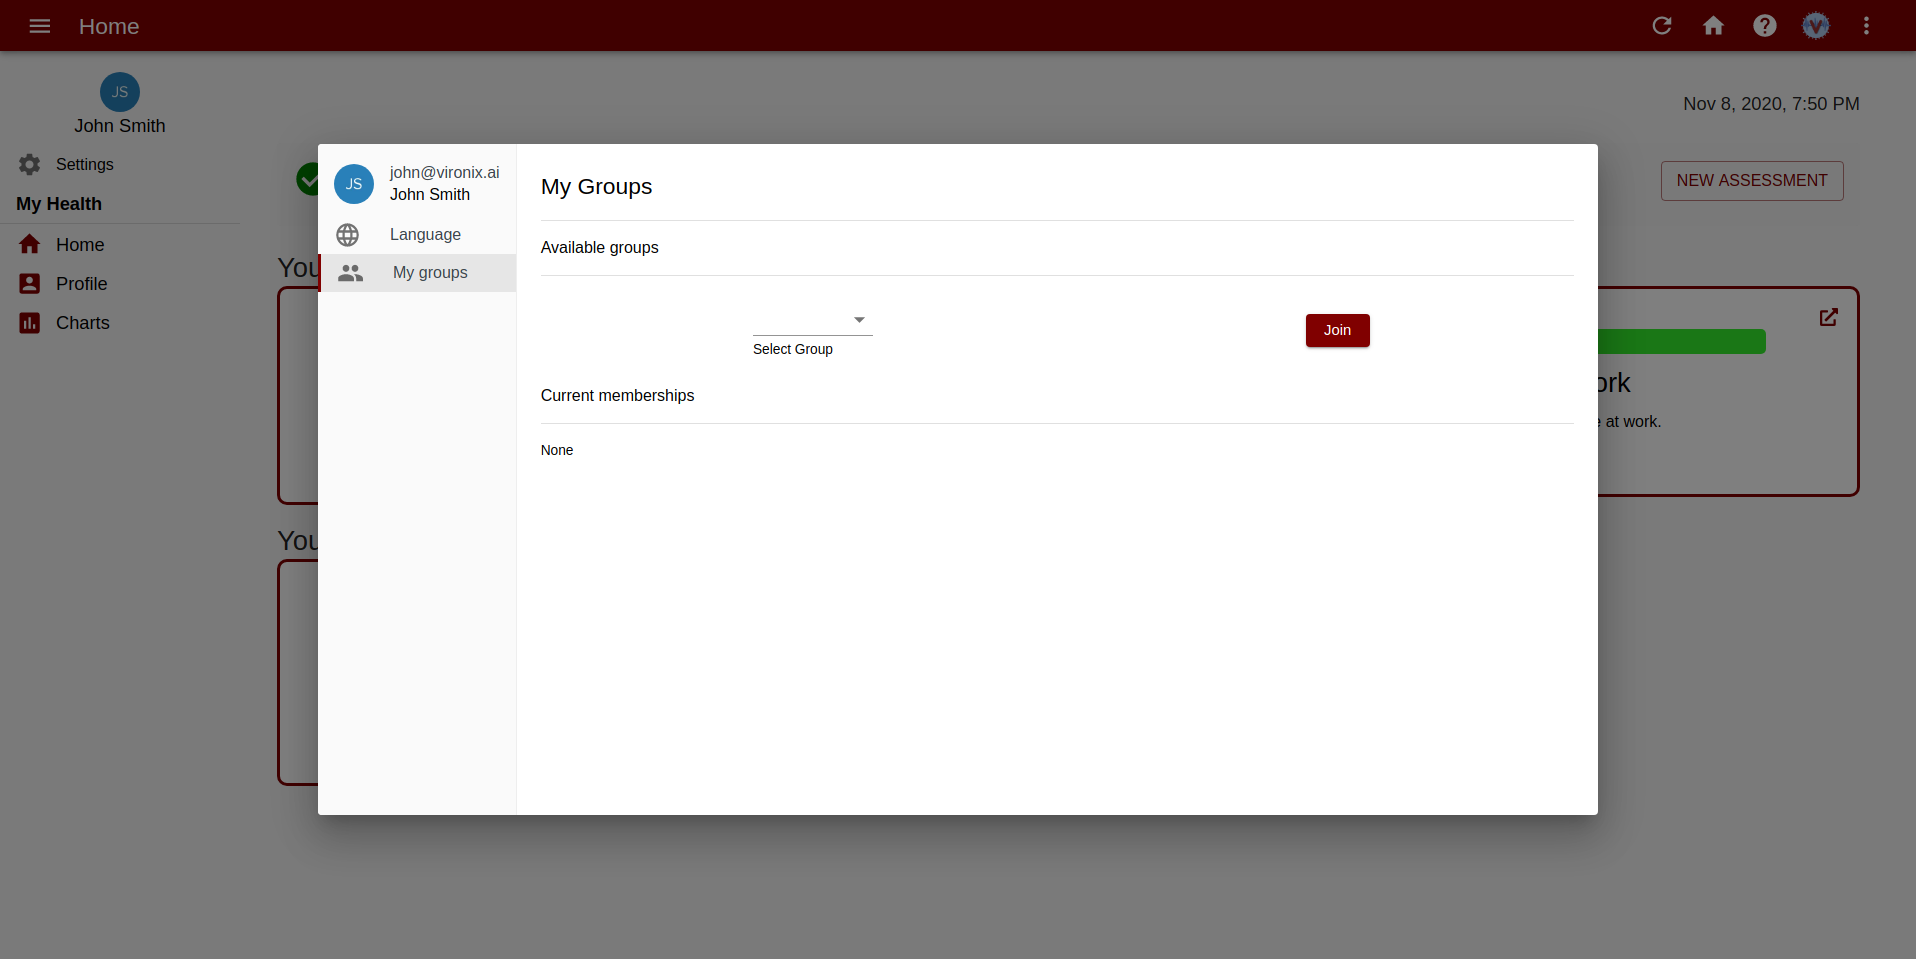 Home
JS
John Smith
Nov 8, 2020, 7:50 PM
Settings
NEW ASSESSMENT
My Health
Home
Profile
Charts
JS
john@vironix.ai
John Smith
Language
My groups
My Groups
Available groups
Select Group
Join
Current memberships
None
You
ork
e at work.
You